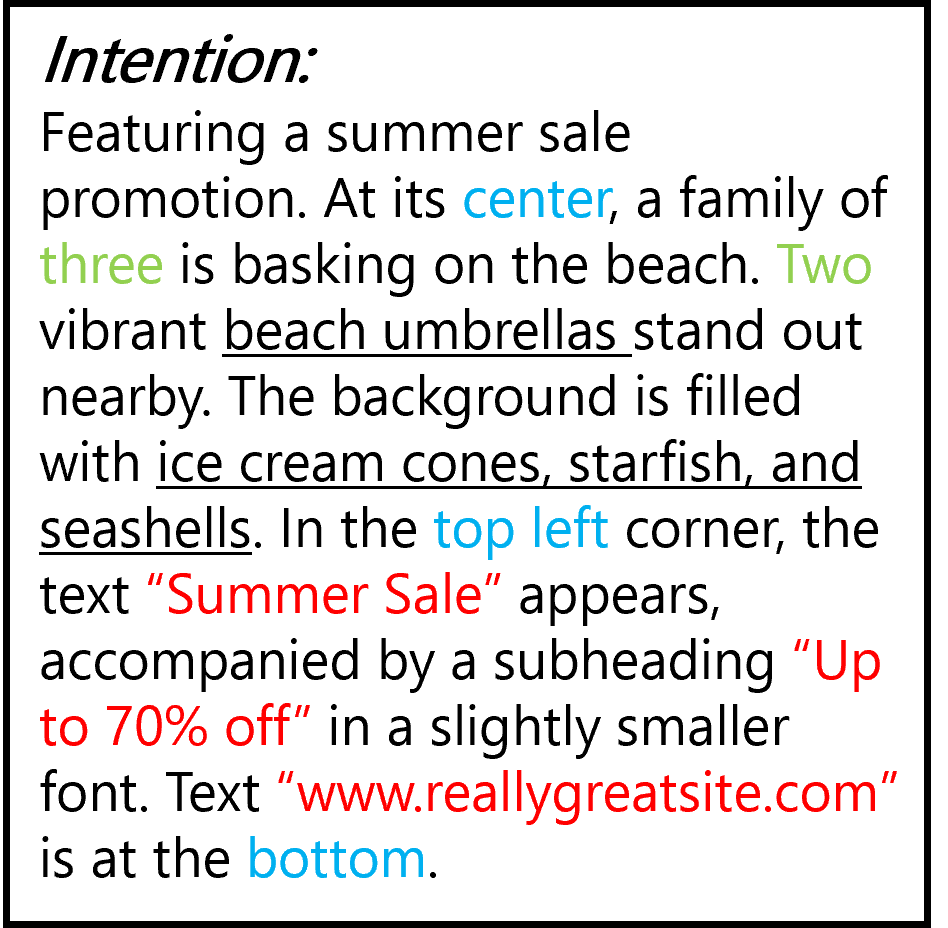 Intention:
Featuring a summer sale
promotion. At its center, a family of
three is basking on the beach. Two
vibrant beach umbrellas stand out
nearby. The background is filled
with ice cream cones, starfish, and
seashells. In the top left corner, the
text “Summer Sale” appears,
accompanied by a subheading “Up
to 70% off” in a slightly smaller
font. Text “www.reallygreatsite.com”
is at the bottom.